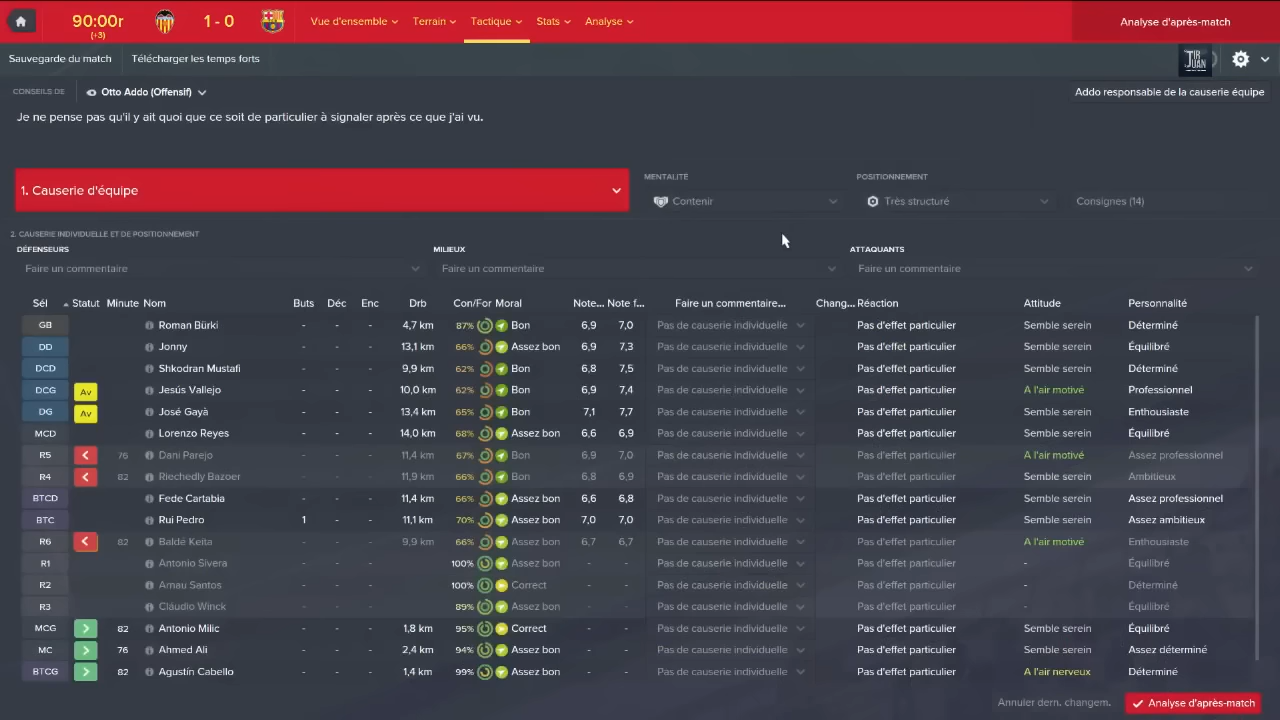 90:00r 1 - 0 Vue d'ensemble Terrain Tactique Stats Analyse Analyse d'après-match
(+3)
Sauvegarde du match Télécharger les temps forts TIR JUAN
CONSEILS DE Otto Addo (Offensif) Addo responsable de la causerie équipe
Je ne pense pas qu'il y ait quoi que ce soit de particulier à signaler après ce que j'ai vu.
MENTALITÉ POSITIONNEMENT
1. Causerie d'équipe Contenir Très structuré Consignes (14)
2. CAUSERIE INDIVIDUELLE ET DE POSITIONNEMENT
DÉFENSEURS MILIEUX ATTAQUANTS
Faire un commentaire Faire un commentaire Faire un commentaire
Sél Statut Minute Nom Buts Déc Enc Drb Con/For Moral Note... Note f... Faire un commentaire... Chang... Réaction Attitude Personnalité
GB Roman Bürki - - - 4,7 km 87% Bon 6,9 7,0 Pas de causerie individuelle Pas d'effet particulier Semble serein Déterminé
DD Jonny - - - 13,1 km 66% Assez bon 6,9 7,3 Pas de causerie individuelle Pas d'effet particulier Semble serein Équilibré
DCD Shkodran Mustafi - - - 9,9 km 62% Bon 6,8 7,5 Pas de causerie individuelle Pas d'effet particulier Semble serein Déterminé
DCG Av Jesús Vallejo - - - 10,0 km 62% Bon 6,9 7,4 Pas de causerie individuelle Pas d'effet particulier A l'air motivé Professionnel
DG Av José Gayà - - - 13,4 km 65% Bon 7,1 7,7 Pas de causerie individuelle Pas d'effet particulier Semble serein Enthousiaste
MCD Lorenzo Reyes - - - 14,0 km 68% Assez bon 6,6 6,9 Pas de causerie individuelle Pas d'effet particulier Semble serein Équilibré
R5 76 Dani Parejo - - - 11,4 km 67% Bon 6,9 7,0 Pas de causerie individuelle Pas d'effet particulier A l'air motivé Assez professionnel
R4 82 Riechedly Bazoer - - - 11,9 km 66% Bon 6,8 6,9 Pas de causerie individuelle Pas d'effet particulier Semble serein Ambitieux
BTCD Fede Cartabia - - - 11,4 km 66% Assez bon 6,6 6,8 Pas de causerie individuelle Pas d'effet particulier Semble serein Assez professionnel
BTC Rui Pedro 1 - - 11,1 km 70% Assez bon 7,0 7,0 Pas de causerie individuelle Pas d'effet particulier Semble serein Assez ambitieux
R6 82 Baldé Keita - - - 9,9 km 66% Assez bon 6,7 6,7 Pas de causerie individuelle Pas d'effet particulier A l'air motivé Enthousiaste
R1 Antonio Sivera - - - 100% Assez bon - - Pas de causerie individuelle Pas d'effet particulier - Équilibré
R2 Arnau Santos - - - 100% Correct - - Pas de causerie individuelle Pas d'effet particulier - Déterminé
R3 Cláudio Winck - - - 89% Assez bon - - Pas de causerie individuelle Pas d'effet particulier - Équilibré
MCG 82 Antonio Milic - - - 1,8 km 95% Correct - - Pas de causerie individuelle Pas d'effet particulier Semble serein Équilibré
MC 76 Ahmed Ali - - - 2,4 km 94% Assez bon - - Pas de causerie individuelle Pas d'effet particulier Semble serein Assez déterminé
BTCG 82 Agustín Cabello - - - 1,4 km 99% Assez bon - - Pas de causerie individuelle Pas d'effet particulier A l'air nerveux Déterminé
Annuler dern. changem. Analyse d'après-match